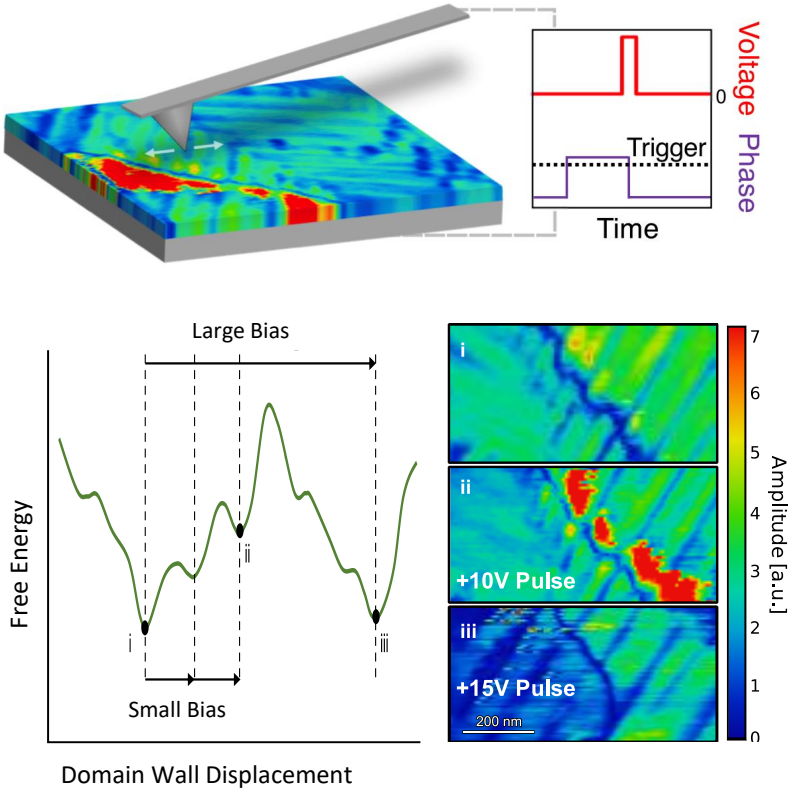 Voltage
0
Trigger
Phase
Time
Large Bias
Free Energy
i
ii
iii
Small Bias
Domain Wall Displacement
i
ii
+10V Pulse
iii
+15V Pulse
200 nm
7
6
5
4
3
2
1
0
Amplitude [a.u.]